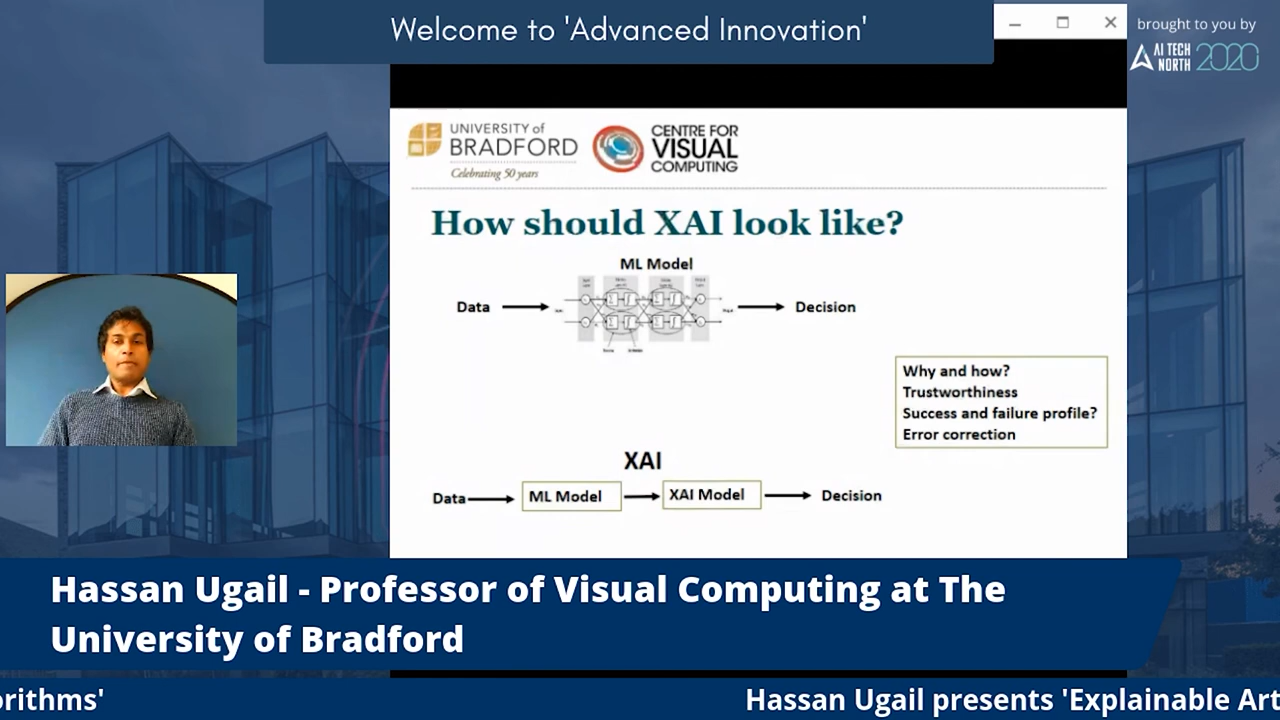 Welcome to 'Advanced Innovation'
brought to you by
AI TECH
NORTH 2020
UNIVERSITY of
BRADFORD
Celebrating 50 years
CENTRE FOR
VISUAL
COMPUTING
How should XAI look like?
ML Model
Data
Decision
Why and how?
Trustworthiness
Success and failure profile?
Error correction
XAI
Data
ML Model
XAI Model
Decision
Hassan Ugail - Professor of Visual Computing at The
University of Bradford
orithms'
Hassan Ugail presents 'Explainable Art